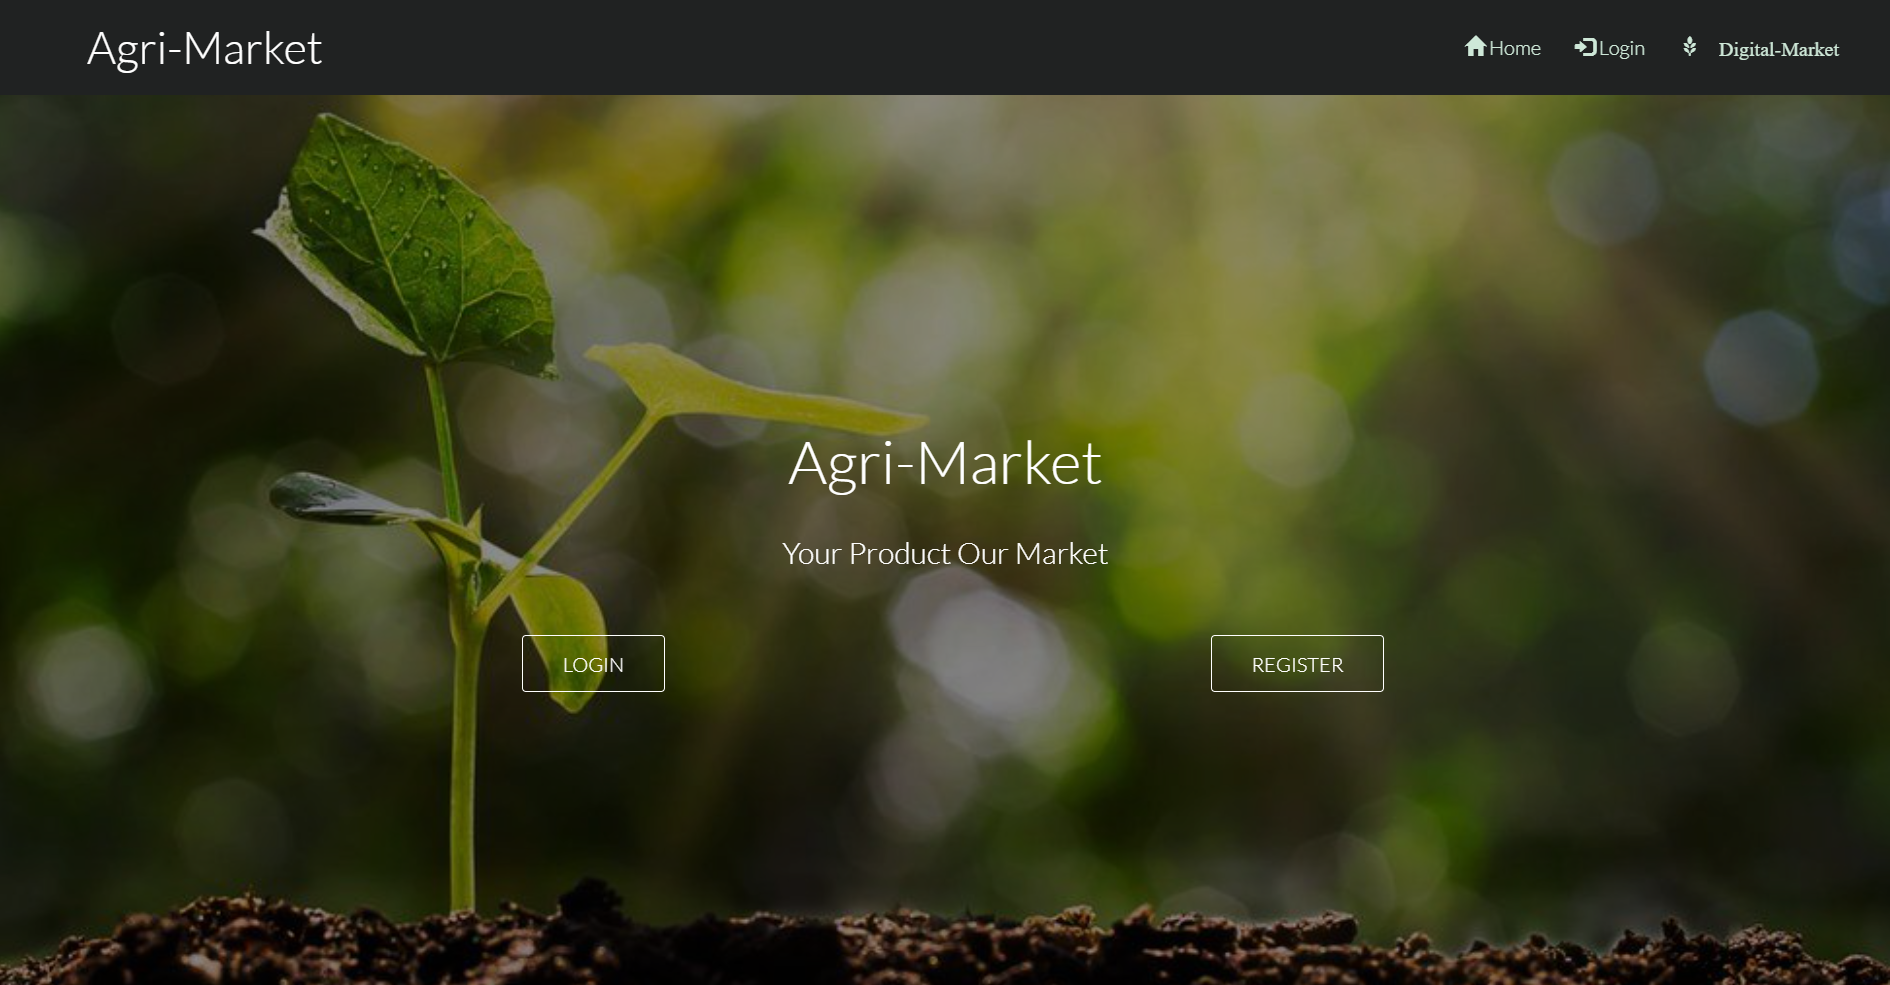 Agri-Market
Home Login Digital-Market
Agri-Market
Your Product Our Market
LOGIN REGISTER